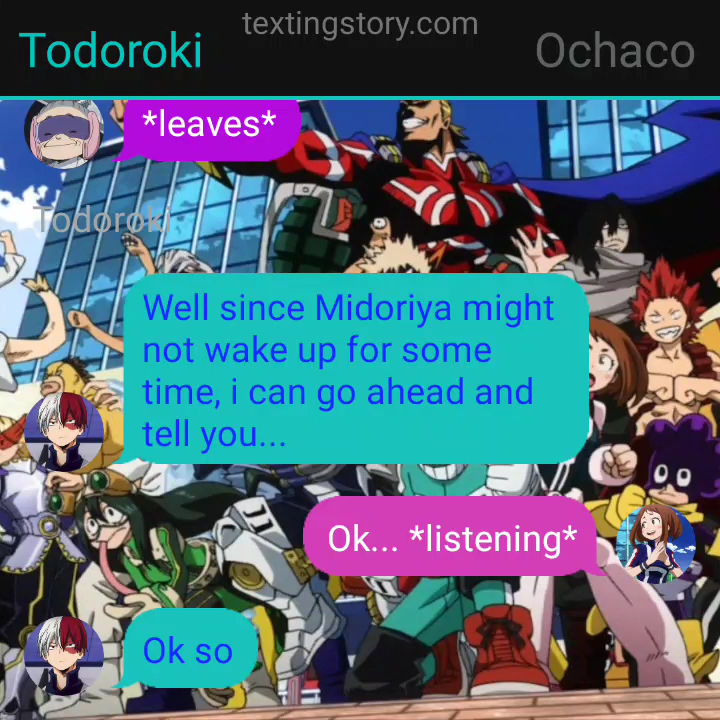 textingstory.com
Todoroki
Ochaco
*leaves*
Todoroki
Well since Midoriya might
not wake up for some
time, i can go ahead and
tell you...
Ok... *listening*
Ok so